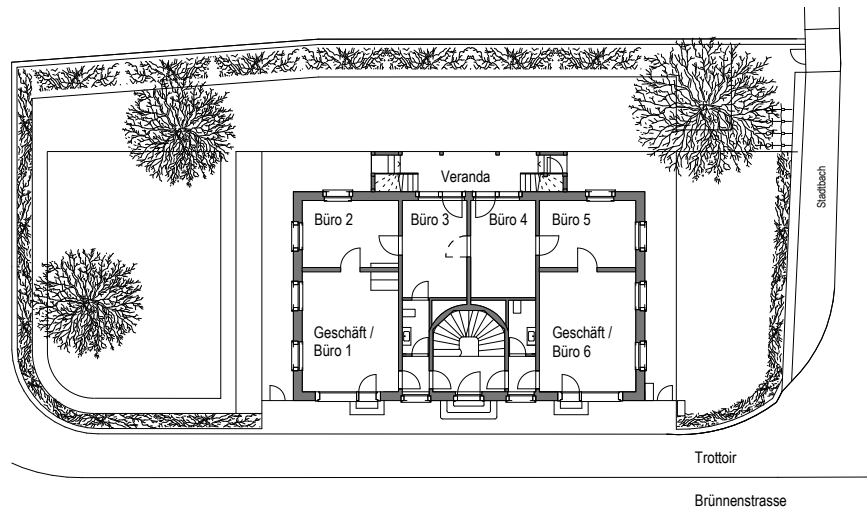 Veranda
Büro 2
Büro 3
Büro 4
Büro 5
Stadtbach
Geschäft /
Büro 1
Geschäft /
Büro 6
Trottoir
Brünnenstrasse